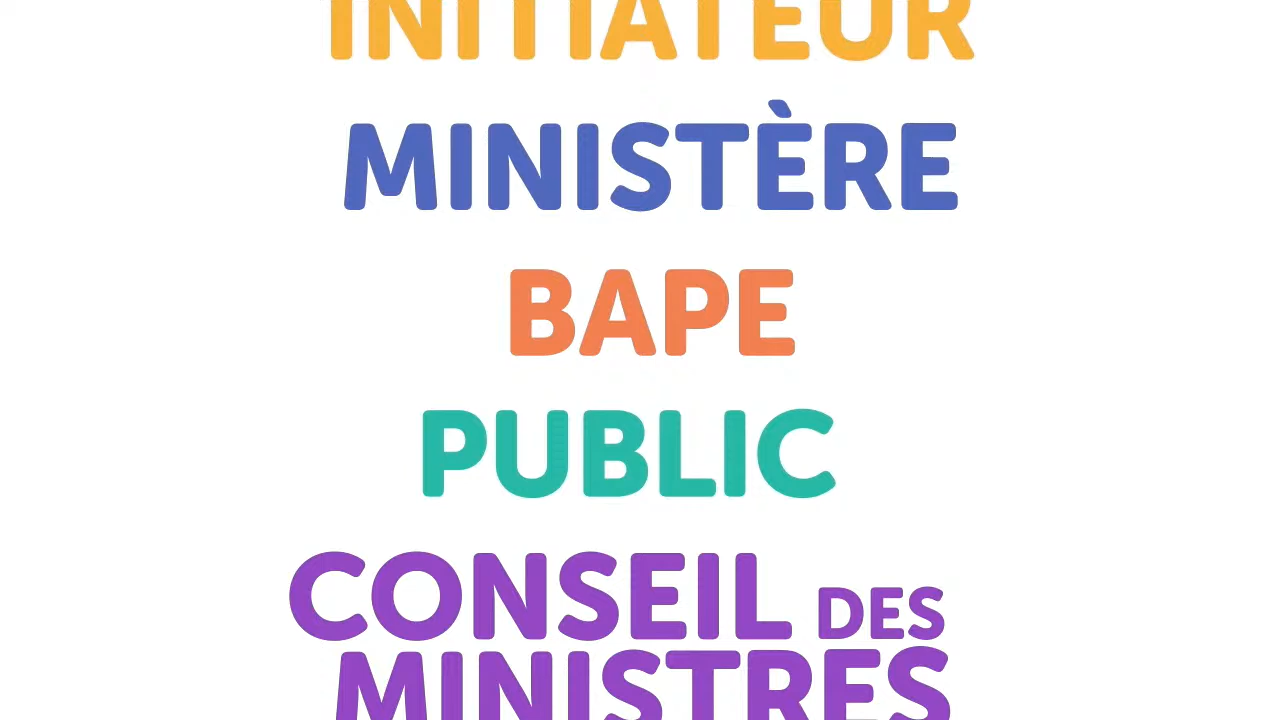 INITIATEUR
MINISTÈRE
BAPE
PUBLIC
CONSEIL DES
MINISTRES